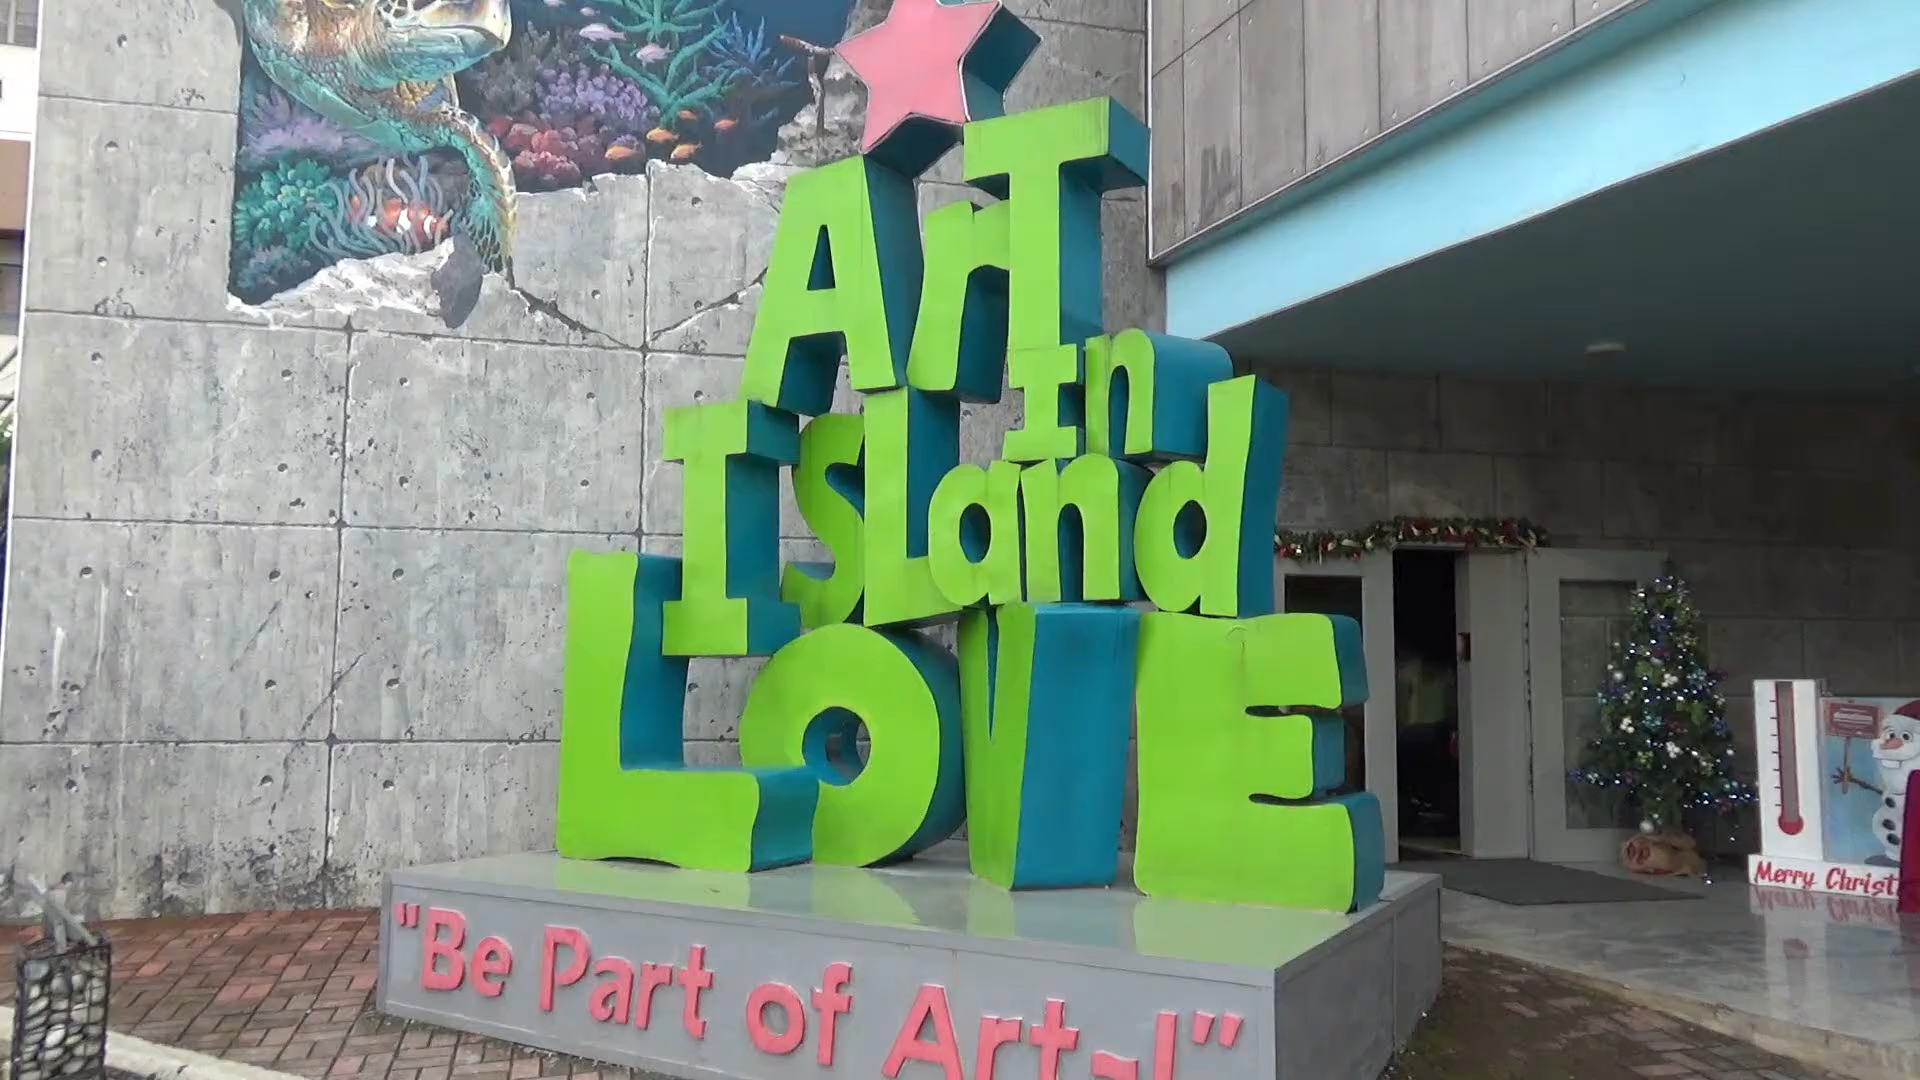 ArT
In
ISLand
LOVE
"Be Part of Art~!"
Merry Christ